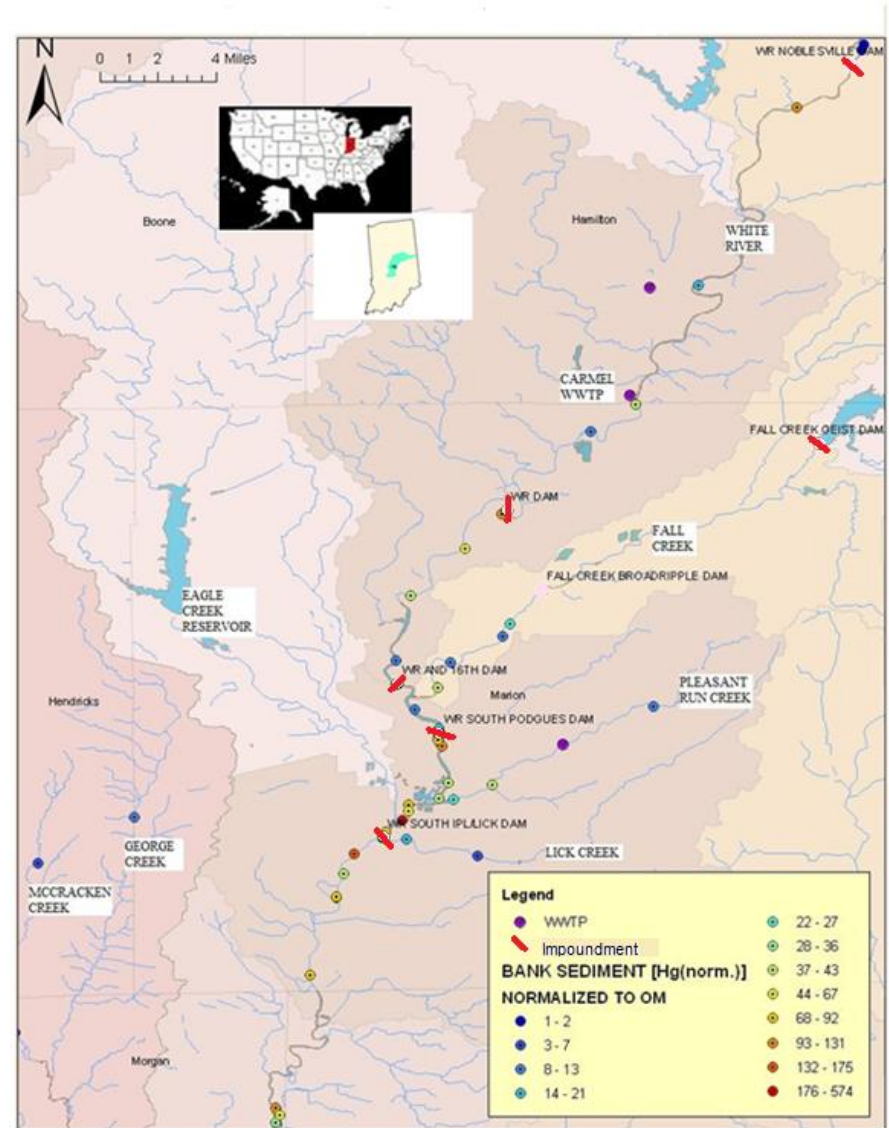 N
0 1 2 4 Miles
WR NOBLESVILLE DAM
Boone
Hamilton
WHITE
RIVER
CARMEL
WWTP
FALL CREEK GEIST DAM
WR DAM
FALL
CREEK
FALL CREEK BROADRIPPLE DAM
EAGLE
CREEK
RESERVOIR
WR AND 16TH DAM
Hendricks
Marion
PLEASANT
RUN CREEK
WR SOUTH PODGUES DAM
WR SOUTH IPL/LICK DAM
GEORGE
CREEK
LICK CREEK
MCCRACKEN
CREEK
Morgan
Legend
WWTP
Impoundment
BANK SEDIMENT [Hg(norm.)]
NORMALIZED TO OM
1 - 2
3 - 7
8 - 13
14 - 21
22 - 27
28 - 36
37 - 43
44 - 67
68 - 92
93 - 131
132 - 175
176 - 574